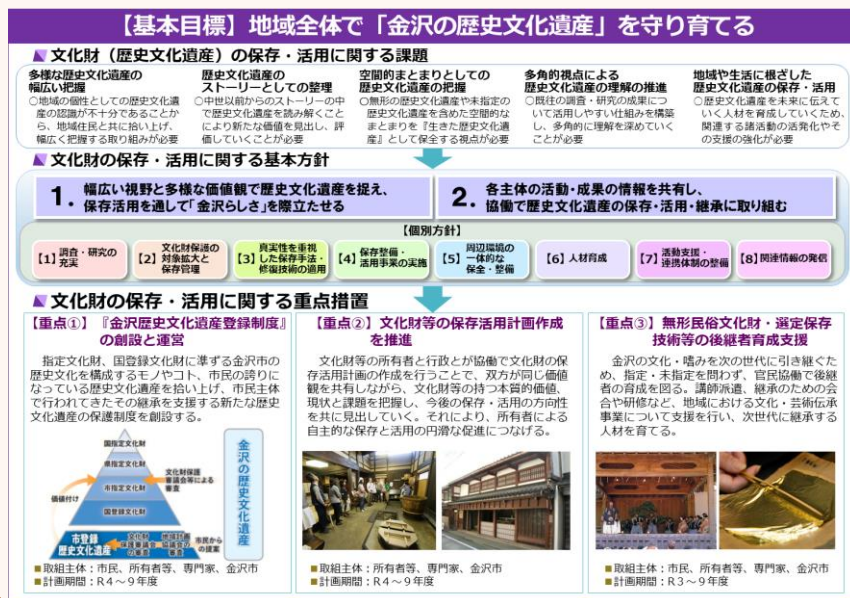 【基本目標】地域全体で「金沢の歴史文化遺産」を守り育てる
文化財（歴史文化遺産）の保存・活用に関する課題
多様な歴史文化遺産の
幅広い把握
○地域の個性としての歴史文化遺
産の認識が不十分であることか
ら、地域住民と共に拾い上げ、
幅広く把握する取り組みが必要
歴史文化遺産の
ストーリーとしての整理
○中世以前からのストーリーの中
で歴史文化遺産を読み解くこと
により新たな価値を見出し、評
価していくことが必要
空間的まとまりとしての
歴史文化遺産の把握
○無形の歴史文化遺産や未指定の
歴史文化遺産を含めた空間的な
まとまりを『生きた歴史文化遺
産』として保全する視点が必要
多角的視点による
歴史文化遺産の理解の推進
○既往の調査・研究の成果につ
いて活用しやすい仕組みを構築
し、多角的に理解を深めていく
ことが必要
地域や生活に根ざした
歴史文化遺産の保存・活用
○歴史文化遺産を未来に伝えて
いく人材を育成していくため、
関連する諸活動の活発化やそ
の支援の強化が必要
文化財の保存・活用に関する基本方針
1．幅広い視野と多様な価値観で歴史文化遺産を捉え、
保存活用を通して「金沢らしさ」を際立たせる
2．各主体の活動・成果の情報を共有し、
協働で歴史文化遺産の保存・活用・継承に取り組む
【個別方針】
【1】調査・研究の
充実
【2】文化財保護の
対象拡大と
保存管理
【3】真実性を重視
した保存手法・
修復技術の適用
【4】保存整備・
活用事業の実施
【5】周辺環境の
一体的な
保全・整備
【6】人材育成
【7】活動支援・
連携体制の整備
【8】関連情報の発信
文化財の保存・活用に関する重点措置
【重点①】『金沢歴史文化遺産登録制度』
の創設と運営
指定文化財、国登録文化財に準ずる金沢市の
歴史文化を構成するモノやコト、市民の誇りに
なっている歴史文化遺産を拾い上げ、市民主体
で行われてきたその継承を支援する新たな歴史
文化遺産の保護制度を創設する。
国指定文化財
県指定文化財
市指定文化財
国登録文化財
市登録
歴史文化遺産
価値付け
文化財保護
審議会等による
審査
文化財
保護審議会
の審査
地域計画
協議会の
審査
市民から
の提案
金沢の歴史文化遺産
■取組主体：市民、所有者等、専門家、金沢市
■計画期間：R４～９年度
【重点②】文化財等の保存活用計画作成
を推進
文化財等の所有者と行政とが協働で文化財の保
存活用計画の作成を行うことで、双方が同じ価値
観を共有しながら、文化財等の持つ本質的価値、
現状と課題を把握し、今後の保存・活用の方向性
を共に見出していく。それにより、所有者による
自主的な保存と活用の円滑な促進につなげる。
■取組主体：市民、所有者等、専門家、金沢市
■計画期間：R４～９年度
【重点③】無形民俗文化財・選定保存
技術等の後継者育成支援
金沢の文化・嗜みを次の世代に引き継ぐた
め、指定・未指定を問わず、官民協働で後継
者の育成を図る。講師派遣、継承のための会
合や研修など、地域における文化・芸術伝承
事業について支援を行い、次世代に継承する
人材を育てる。
■取組主体：市民、所有者等、専門家、金沢市
■計画期間：R３～９年度